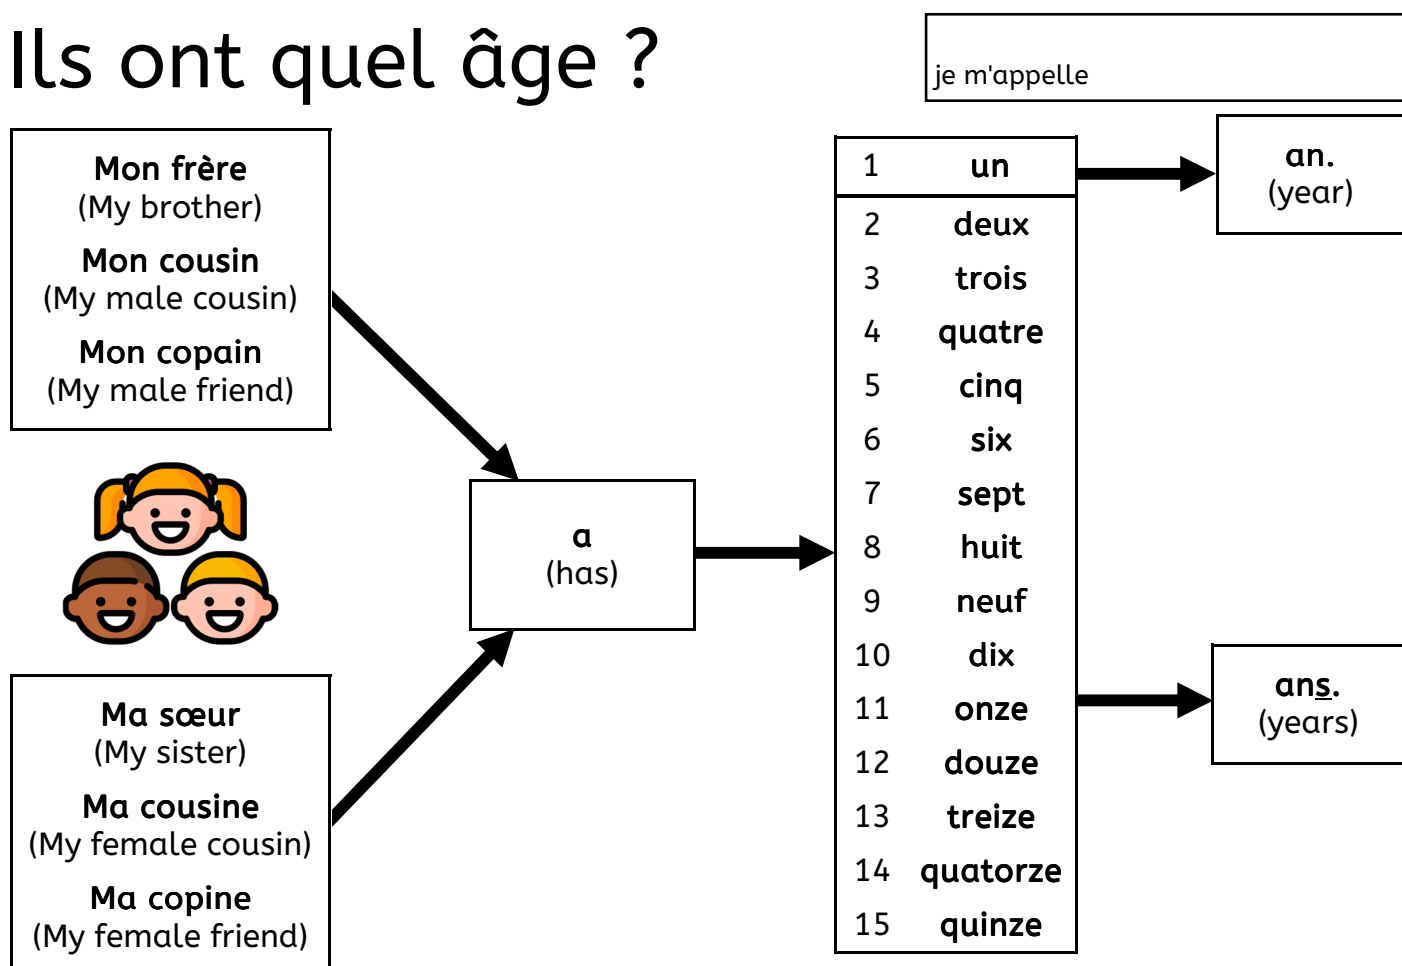 Ils ont quel âge ?
je m'appelle
Mon frère
(My brother)
Mon cousin
(My male cousin)
Mon copain
(My male friend)
Ma sœur
(My sister)
Ma cousine
(My female cousin)
Ma copine
(My female friend)
a
(has)
1 un
2 deux
3 trois
4 quatre
5 cinq
6 six
7 sept
8 huit
9 neuf
10 dix
11 onze
12 douze
13 treize
14 quatorze
15 quinze
an.
(year)
ans.
(years)